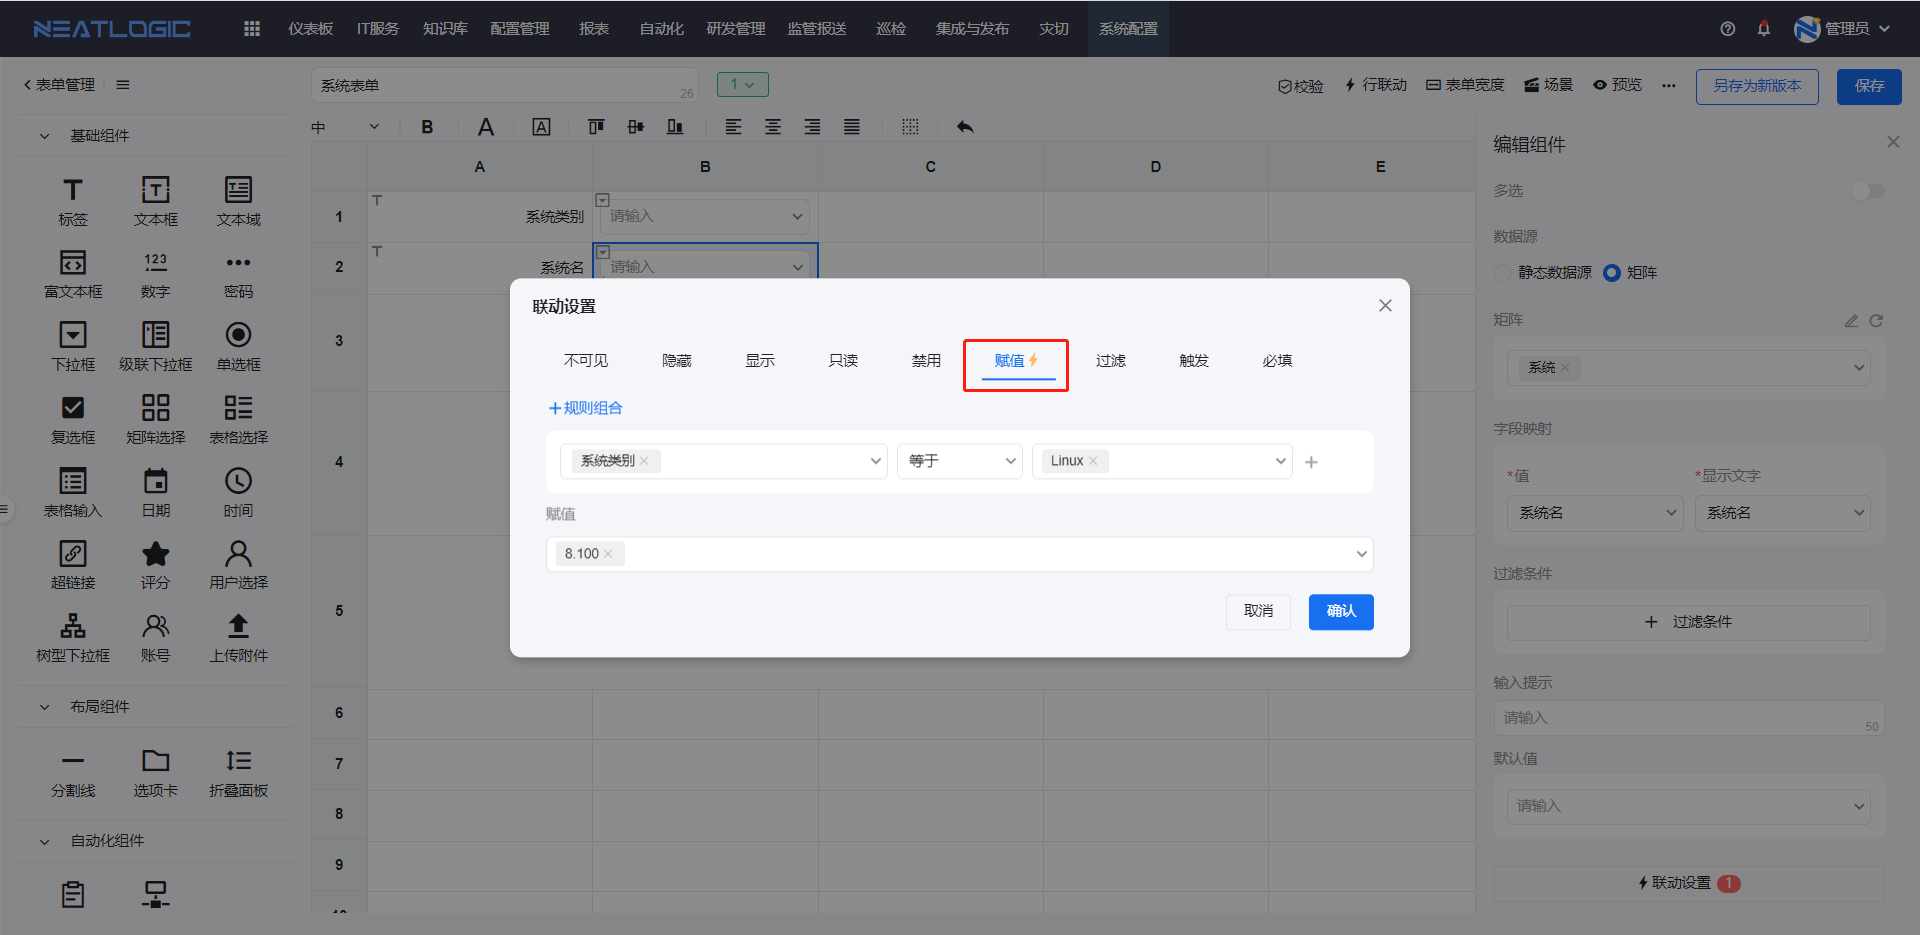 NEATLOGIC 仪表板 IT服务 知识库 配置管理 报表 自动化 研发管理 监管报送 巡检 集成与发布 灾切 系统配置 管理员
表单管理 系统表单 26 1 校验 行联动 表单宽度 场景 预览 另存为新版本 保存
中 B A A
基础组件
标签 文本框 文本域
富文本框 数字 密码
下拉框 级联下拉框 单选框
复选框 矩阵选择 表格选择
表格输入 日期 时间
超链接 评分 用户选择
树型下拉框 账号 上传附件
布局组件
分割线 选项卡 折叠面板
自动化组件
A B C D E
1 系统类别 请输入
2 系统名 请输入
3
4
5
6
7
8
9
联动设置
不可见 隐藏 显示 只读 禁用 赋值 过滤 触发 必填
规则组合
系统类别 等于 Linux
赋值
8.100
取消 确认
编辑组件
多选
数据源
静态数据源 矩阵
矩阵
系统
字段映射
*值 *显示文字
系统名 系统名
过滤条件
过滤条件
输入提示
请输入 50
默认值
请输入
联动设置 1